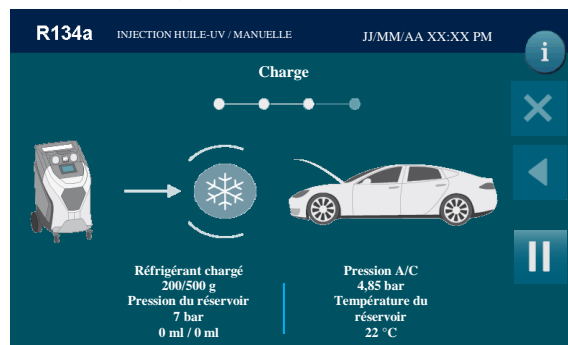 R134a
INJECTION HUILE-UV / MANUELLE
JJ/MM/AA XX:XX PM
i
Charge
Réfrigérant chargé
200/500 g
Pression du réservoir
7 bar
0 ml / 0 ml
Pression A/C
4,85 bar
Température du
réservoir
22 °C